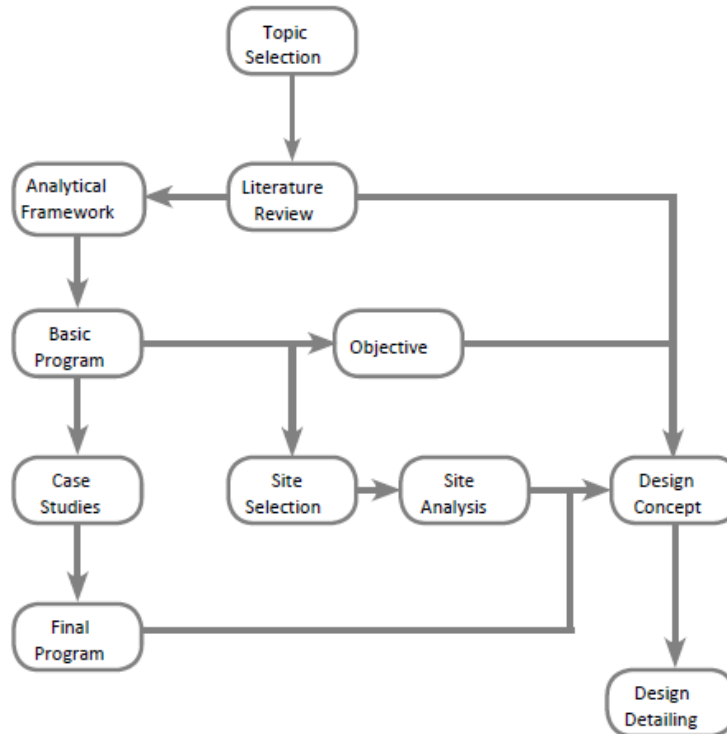 Topic
Selection
Analytical
Framework
Literature
Review
Basic
Program
Objective
Case
Studies
Site
Selection
Site
Analysis
Design
Concept
Final
Program
Design
Detailing